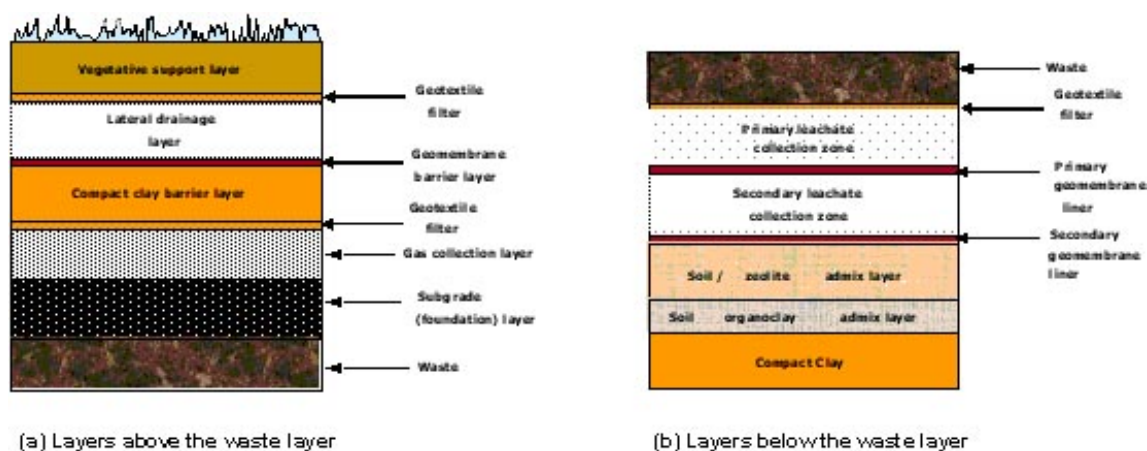 Vegetative support layer
Geotextile
filter
Lateral drainage
layer
Geomembrane
barrier layer
Compact clay barrier layer
Geotextile
filter
Gas collection layer
Subgrade
(foundation) layer
Waste
(a) Layers above the waste layer
Waste
Geotextile
filter
Primary leachate
collection zone
Primary
geomembrane
liner
Secondary leachate
collection zone
Secondary
geomembrane
liner
Soil / zeolite admix layer
Soil organoclay admix layer
Compact Clay
(b) Layers below the waste layer